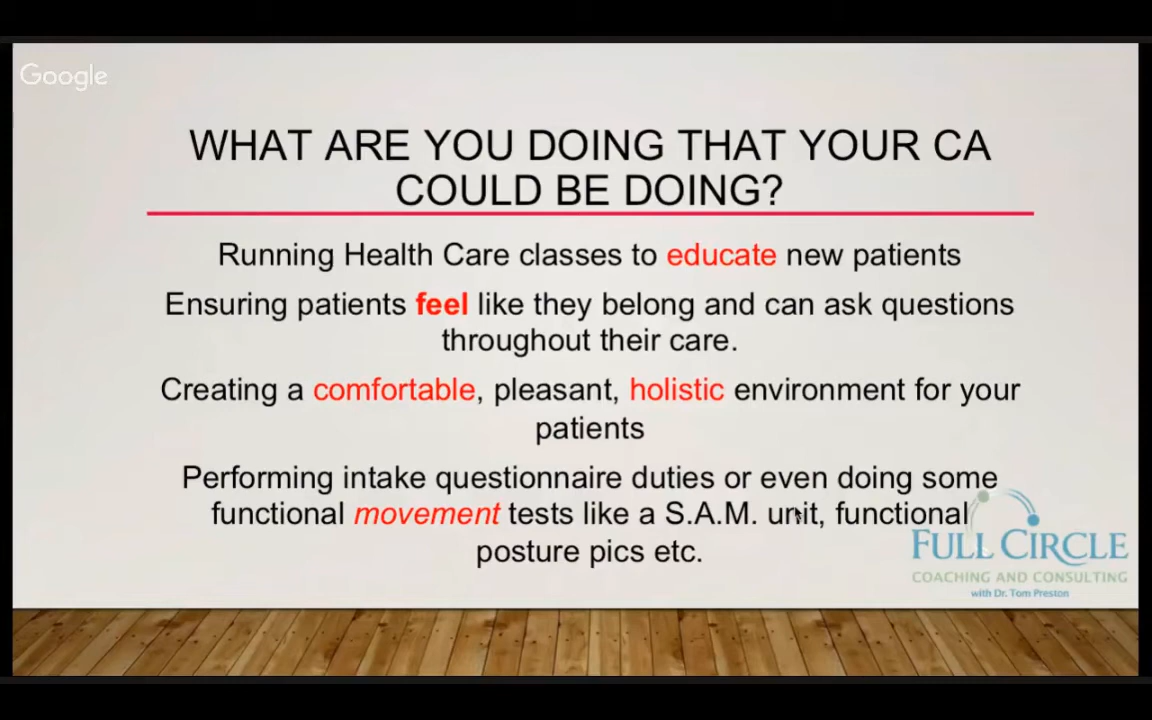 Google
WHAT ARE YOU DOING THAT YOUR CA
COULD BE DOING?
Running Health Care classes to educate new patients
Ensuring patients feel like they belong and can ask questions
throughout their care.
Creating a comfortable, pleasant, holistic environment for your
patients
Performing intake questionnaire duties or even doing some
functional movement tests like a S.A.M. unit, functional
posture pics etc.
FULL CIRCLE
COACHING AND CONSULTING
with Dr. Tom Preston